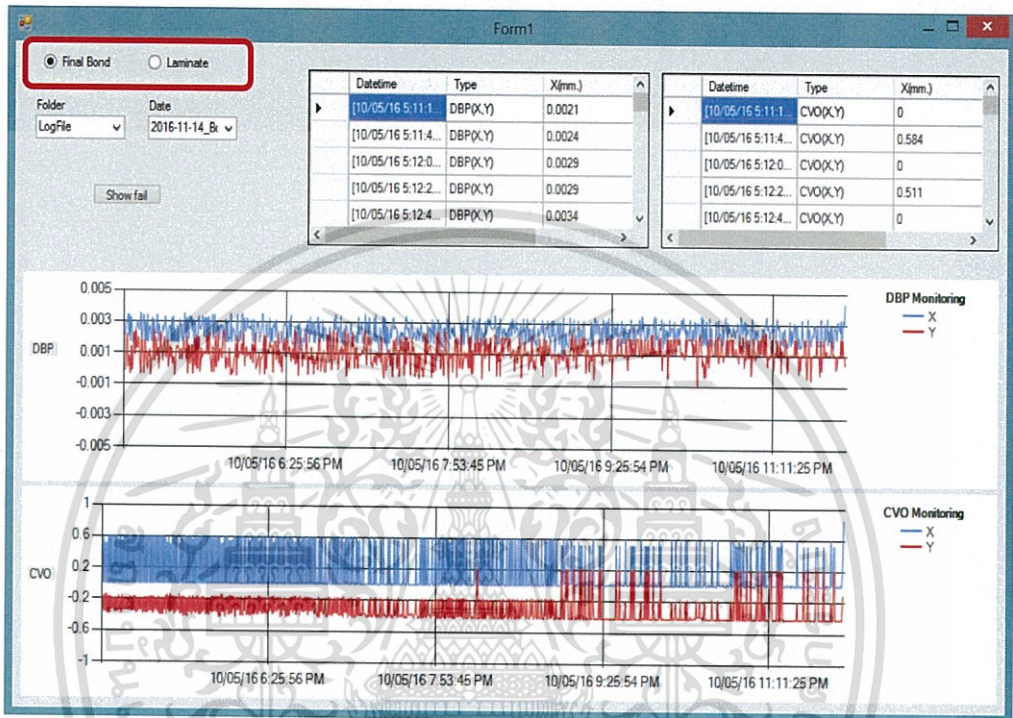 Form1
Final Bond
Laminate
Folder
Date
LogFile
2016-11-14_Bc
Show fail
Datetime Type X(mm.)
[10/05/16 5:11:1... DBP(X,Y) 0.0021
[10/05/16 5:11:4... DBP(X,Y) 0.0024
[10/05/16 5:12:0... DBP(X,Y) 0.0029
[10/05/16 5:12:2... DBP(X,Y) 0.0029
[10/05/16 5:12:4... DBP(X,Y) 0.0034
Datetime Type X(mm.)
[10/05/16 5:11:1... CVO(X,Y) 0
[10/05/16 5:11:4... CVO(X,Y) 0.584
[10/05/16 5:12:0... CVO(X,Y) 0
[10/05/16 5:12:2... CVO(X,Y) 0.511
[10/05/16 5:12:4... CVO(X,Y) 0
DBP
0.005
0.003
0.001
-0.001
-0.003
-0.005
10/05/16 6:25:56 PM 10/05/16 7:53:45 PM 10/05/16 9:25:54 PM 10/05/16 11:11:25 PM
DBP Monitoring
X
Y
CVO
1
0.6
0.2
-0.2
-0.6
-1
10/05/16 6:25:56 PM 10/05/16 7:53:45 PM 10/05/16 9:25:54 PM 10/05/16 11:11:25 PM
CVO Monitoring
X
Y